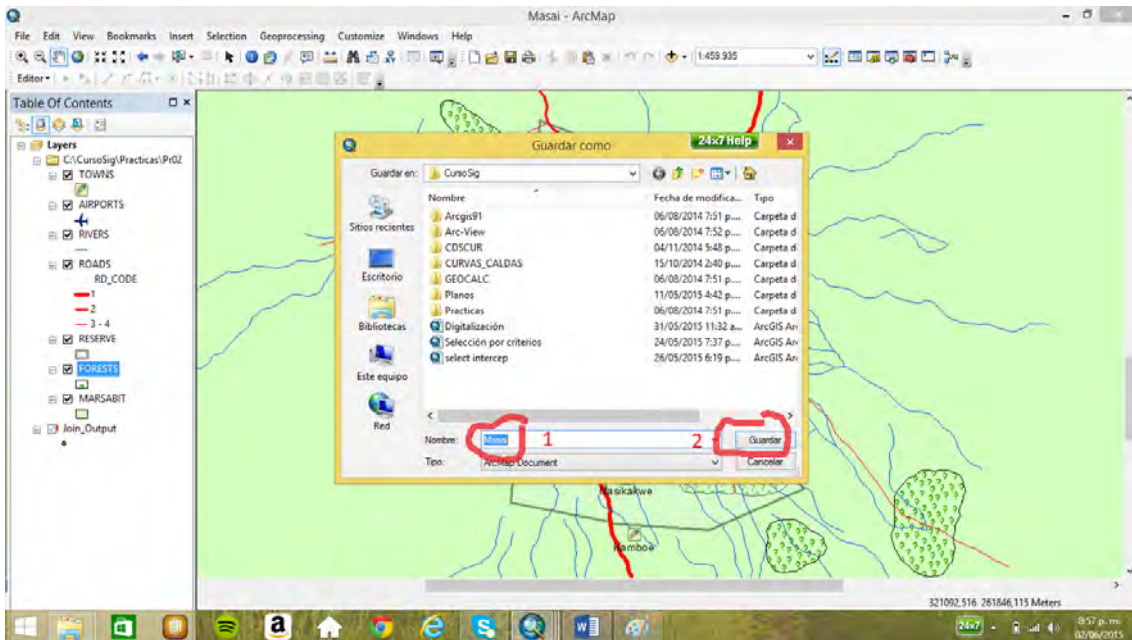 Masai - ArcMap
File Edit View Bookmarks Insert Selection Geoprocessing Customize Windows Help
1:459.935
Editor
Table Of Contents
Layers
C:\CursoSig\Practicas\Pr02
TOWNS
AIRPORTS
RIVERS
ROADS
RD_CODE
1
2
3 - 4
RESERVE
FORESTS
MARSABIT
Join_Output
Guardar como
24x7 Help
Guardar en: CursoSig
Nombre Fecha de modifica... Tipo
Arcgis91 06/08/2014 7:51 p.... Carpeta d
Arc-View 06/08/2014 7:52 p.... Carpeta d
CDSCUR 04/11/2014 5:48 p.... Carpeta d
CURVAS_CALDAS 15/10/2014 2:40 p.... Carpeta d
GEOCALC 06/08/2014 7:51 p.... Carpeta d
Planos 11/05/2015 4:42 p.... Carpeta d
Practicas 06/08/2014 7:51 p.... Carpeta d
Digitalización 31/05/2015 11:32 a... ArcGIS Arc
Selección por criterios 24/05/2015 7:37 p.... ArcGIS Arc
select intercep 26/05/2015 6:19 p.... ArcGIS Arc
Sitios recientes
Escritorio
Bibliotecas
Este equipo
Red
Nombre: Masai 1 2 Guardar
Tipo: ArcMap Document Cancelar
Masikakwe
Kamboe
321092,516 261846,115 Meters
24x7
8:57 p. m.
02/06/2015